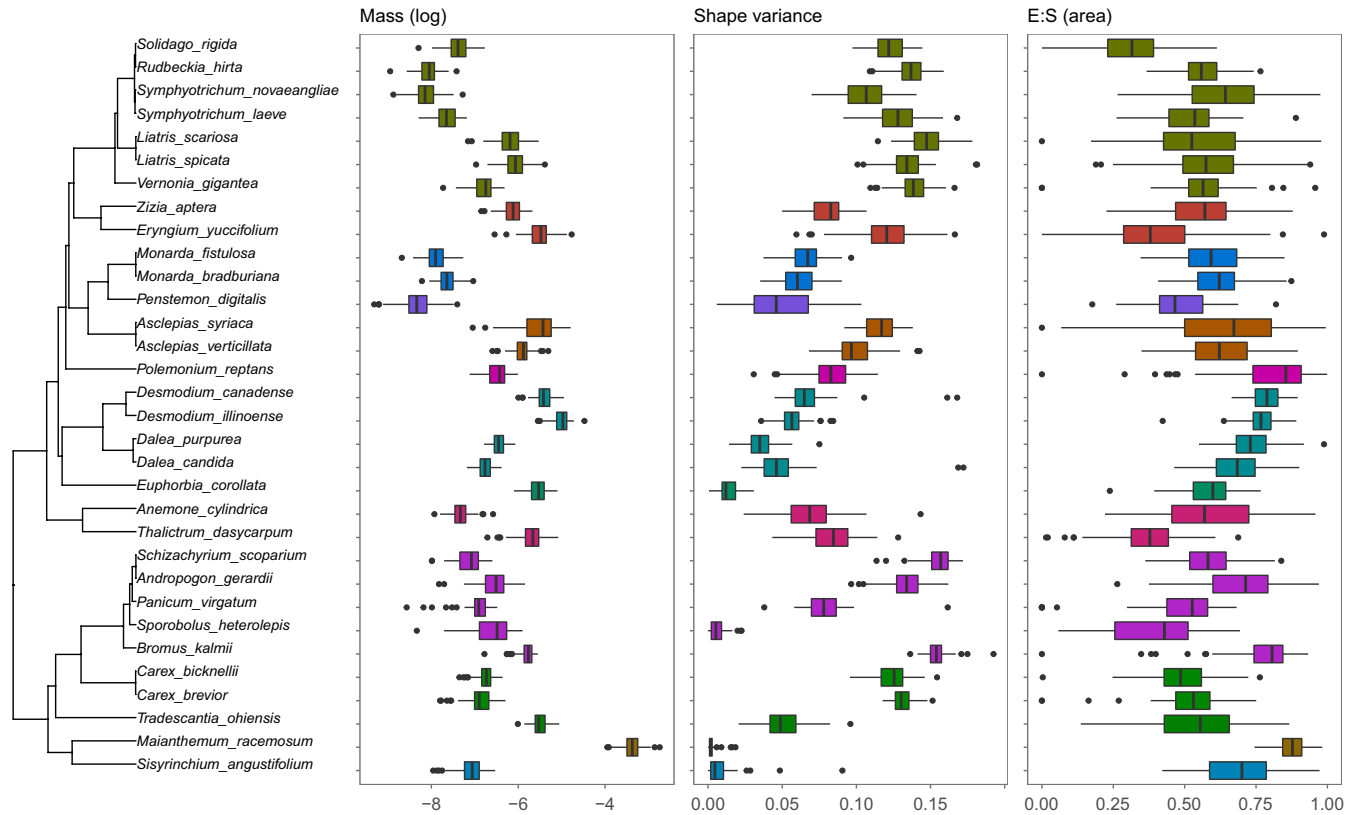 Mass (log) Shape variance E:S (area)
Solidago_rigida
Rudbeckia_hirta
Symphyotrichum_novaeangliae
Symphyotrichum_laeve
Liatris_scariosa
Liatris_spicata
Vernonia_gigantea
Zizia_aptera
Eryngium_yuccifolium
Monarda_fistulosa
Monarda_bradburiana
Penstemon_digitalis
Asclepias_syriaca
Asclepias_verticillata
Polemonium_reptans
Desmodium_canadense
Desmodium_illinoense
Dalea_purpurea
Dalea_candida
Euphorbia_corollata
Anemone_cylindrica
Thalictrum_dasycarpum
Schizachyrium_scoparium
Andropogon_gerardii
Panicum_virgatum
Sporobolus_heterolepis
Bromus_kalmii
Carex_bicknellii
Carex_brevior
Tradescantia_ohiensis
Maianthemum_racemosum
Sisyrinchium_angustifolium
−8 −6 −4 0.00 0.05 0.10 0.15 0.00 0.25 0.50 0.75 1.00